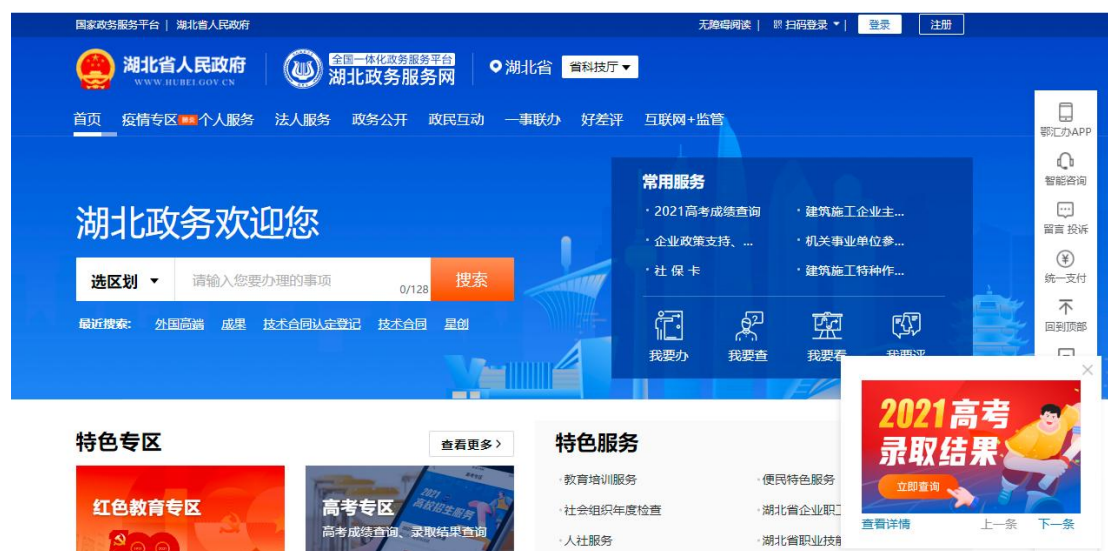 国家政务服务平台 | 湖北省人民政府
无障碍阅读 | 扫码登录 | 登录 注册
湖北省人民政府
WWW.HUBEI.GOV.CN
全国一体化政务服务平台
湖北政务服务网
湖北省 省科技厅
首页 疫情专区 个人服务 法人服务 政务公开 政民互动 一事联办 好差评 互联网+监管
鄂汇办APP
智能咨询
留言 投诉
统一支付
回到顶部
湖北政务欢迎您
选区划 请输入您要办理的事项 0/128 搜索
最近搜索: 外国高端 成果 技术合同认定登记 技术合同 星创
常用服务
· 2021高考成绩查询 · 建筑施工企业主...
· 企业政策支持、... · 机关事业单位参...
· 社保卡 · 建筑施工特种作...
我要办 我要查 我要看 我要评
2021高考
录取结果
立即查询
查看详情 上一条 下一条
特色专区 查看更多>
红色教育专区
高考专区
高考成绩查询、录取结果查询
特色服务
·教育培训服务 ·便民特色服务
·社会组织年度检查 ·湖北省企业职
·人社服务 ·湖北省职业技